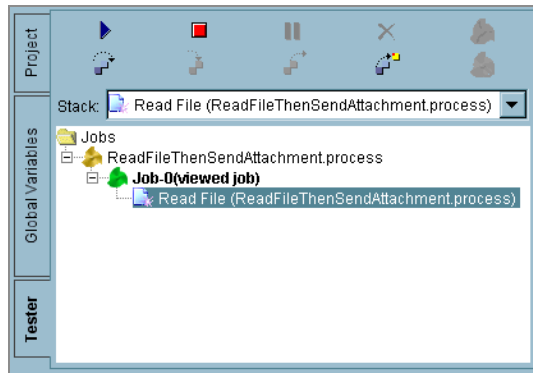 Project
Global Variables
Tester
Stack: Read File (ReadFileThenSendAttachment.process)
Jobs
ReadFileThenSendAttachment.process
Job-0(viewed job)
Read File (ReadFileThenSendAttachment.process)